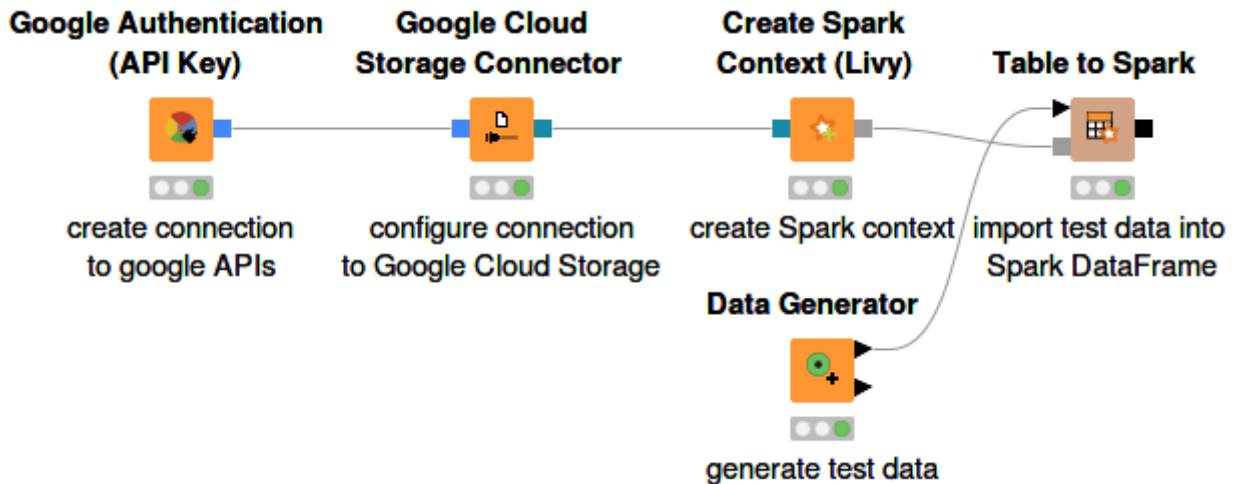 Google Authentication
(API Key)
Google Cloud
Storage Connector
Create Spark
Context (Livy)
Table to Spark
create connection
to google APIs
configure connection
to Google Cloud Storage
create Spark context
import test data into
Spark DataFrame
Data Generator
generate test data